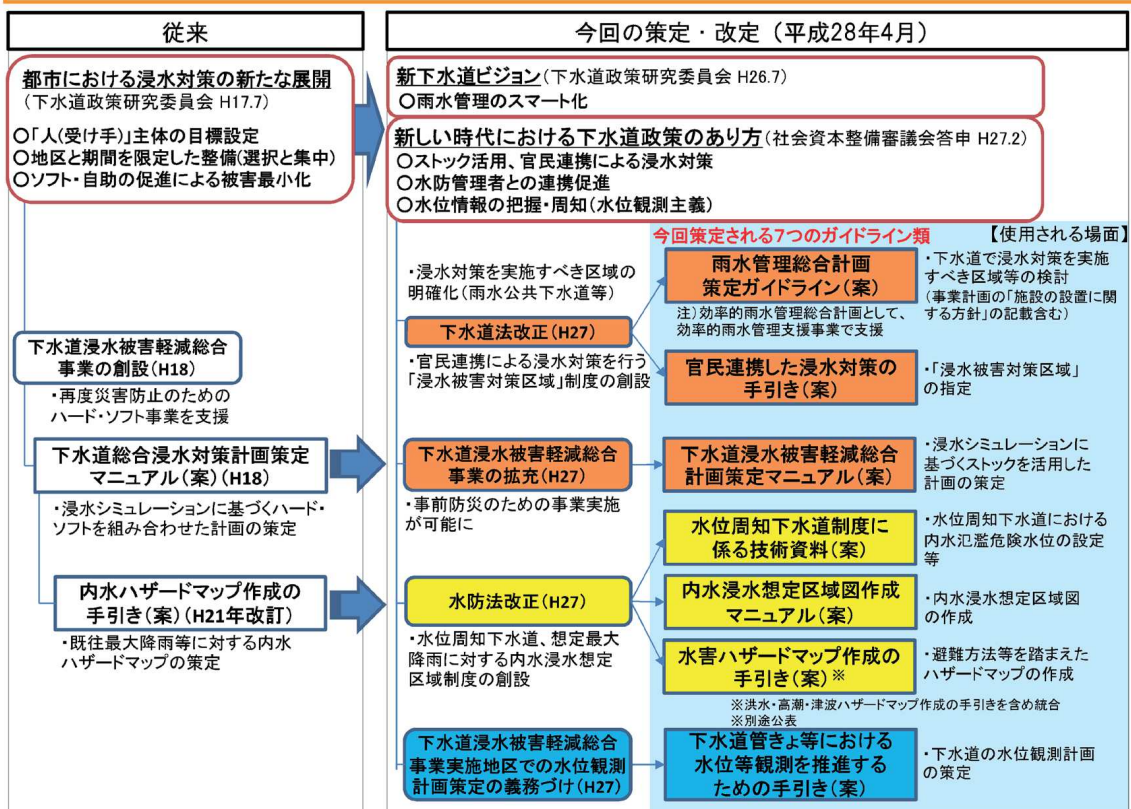 従来
都市における浸水対策の新たな展開
(下水道政策研究委員会 H17.7)
○「人(受け手)」主体の目標設定
○地区と期間を限定した整備(選択と集中)
○ソフト・自助の促進による被害最小化
下水道浸水被害軽減総合
事業の創設(H18)
・再度災害防止のための
ハード・ソフト事業を支援
下水道総合浸水対策計画策定
マニュアル(案)(H18)
・浸水シミュレーションに基づくハード・
ソフトを組み合わせた計画の策定
内水ハザードマップ作成の
手引き(案)(H21年改訂)
・既往最大降雨等に対する内水
ハザードマップの策定
今回の策定・改定(平成28年4月)
新下水道ビジョン(下水道政策研究委員会 H26.7)
○雨水管理のスマート化
新しい時代における下水道政策のあり方(社会資本整備審議会答申 H27.2)
○ストック活用、官民連携による浸水対策
○水防管理者との連携促進
○水位情報の把握・周知(水位観測主義)
今回策定される7つのガイドライン類
【使用される場面】
・浸水対策を実施すべき区域の
明確化(雨水公共下水道等)
下水道法改正(H27)
・官民連携による浸水対策を行う
「浸水被害対策区域」制度の創設
雨水管理総合計画
策定ガイドライン(案)
注)効率的雨水管理総合計画として、
効率的雨水管理支援事業で支援
・下水道で浸水対策を実施
すべき区域等の検討
(事業計画の「施設の設置に関
する方針」の記載含む)
官民連携した浸水対策の
手引き(案)
・「浸水被害対策区域」
の指定
下水道浸水被害軽減総合
事業の拡充(H27)
・事前防災のための事業実施
が可能に
下水道浸水被害軽減総合
計画策定マニュアル(案)
・浸水シミュレーションに
基づくストックを活用した
計画の策定
水防法改正(H27)
・水位周知下水道、想定最大
降雨に対する内水浸水想定
区域制度の創設
水位周知下水道制度に
係る技術資料(案)
・水位周知下水道における
内水氾濫危険水位の設定
等
内水浸水想定区域図作成
マニュアル(案)
・内水浸水想定区域図
の作成
水害ハザードマップ作成の
手引き(案)※
・避難方法等を踏まえた
ハザードマップの作成
※洪水・高潮・津波ハザードマップ作成の手引きを含め統合
※別途公表
下水道浸水被害軽減総合
事業実施地区での水位観測
計画策定の義務づけ(H27)
下水道管きょ等における
水位等観測を推進する
ための手引き(案)
・下水道の水位観測計画
の策定